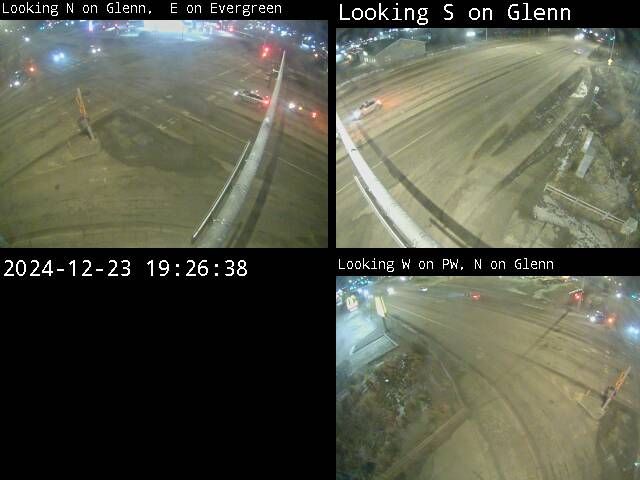 Looking N on Glenn,  E on Evergreen
Looking S on Glenn
2024-12-23 19:26:38
Looking W on PW, N on Glenn